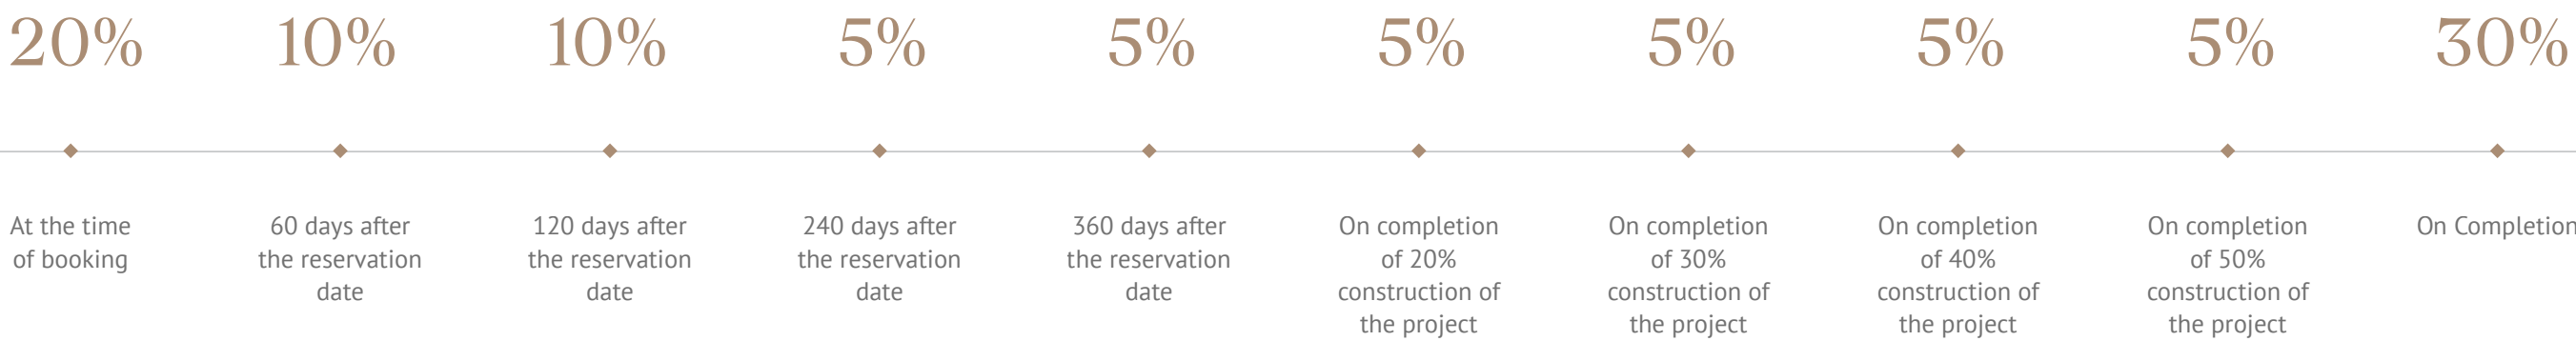 20%
10%
10%
5%
5%
5%
5%
5%
5%
30%
At the time
of booking
60 days after
the reservation
date
120 days after
the reservation
date
240 days after
the reservation
date
360 days after
the reservation
date
On completion
of 20%
construction of
the project
On completion
of 30%
construction of
the project
On completion
of 40%
construction of
the project
On completion
of 50%
construction of
the project
On Completion